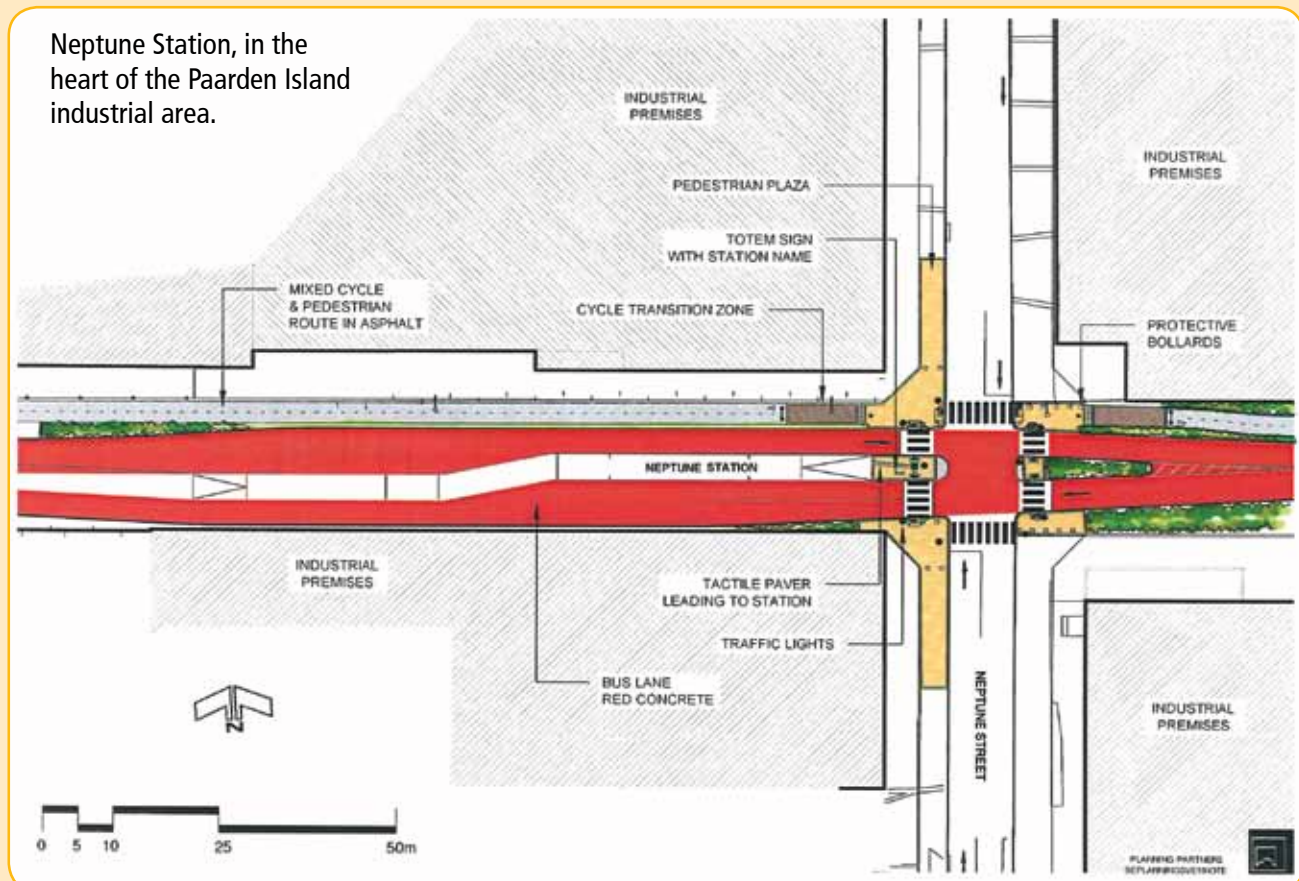 Neptune Station, in the
heart of the Paarden Island
industrial area.
INDUSTRIAL
PREMISES
INDUSTRIAL
PREMISES
PEDESTRIAN PLAZA
TOTEM SIGN
WITH STATION NAME
MIXED CYCLE
& PEDESTRIAN
ROUTE IN ASPHALT
CYCLE TRANSITION ZONE
PROTECTIVE
BOLLARDS
NEPTUNE STATION
INDUSTRIAL
PREMISES
TACTILE PAVER
LEADING TO STATION
TRAFFIC LIGHTS
BUS LANE
RED CONCRETE
NEPTUNE STREET
INDUSTRIAL
PREMISES
N
0 5 10 25 50m
PLANNING PARTNERS
BEPLANNINGSVENNOTE